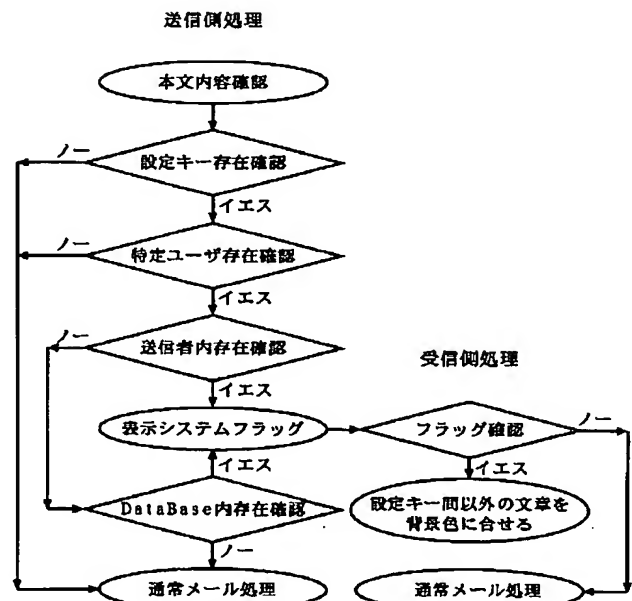 送信側処理
本文内容確認
ノー
設定キー存在確認
イエス
ノー
特定ユーザ存在確認
イエス
ノー
送信者内存在確認
イエス
受信側処理
表示システムフラッグ
フラッグ確認
ノー
イエス
イエス
DataBase内存在確認
設定キー間以外の文章を
背景色に合せる
ノー
通常メール処理
通常メール処理